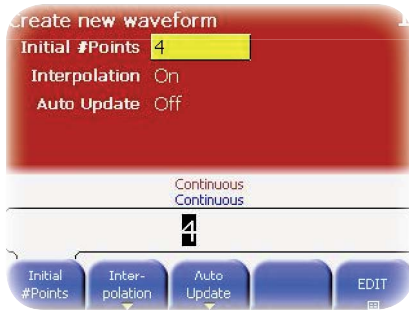 Create new waveform 1
Initial #Points 4
Interpolation On
Auto Update Off
Continuous
Continuous
4
Initial #Points
Inter-polation
Auto Update
EDIT